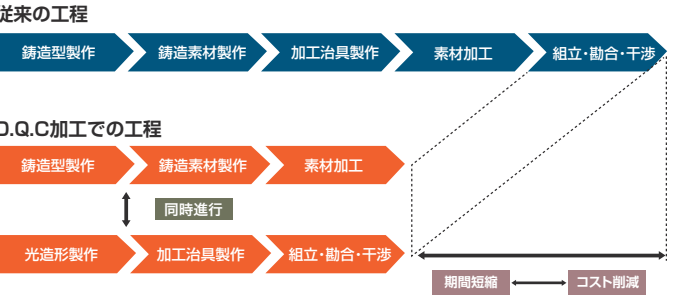 従来の工程
鋳造型製作 鋳造素材製作 加工治具製作 素材加工 組立・勘合・干渉
D.Q.C加工での工程
鋳造型製作 鋳造素材製作 素材加工
同時進行
光造形製作 加工治具製作 組立・勘合・干渉
期間短縮 コスト削減